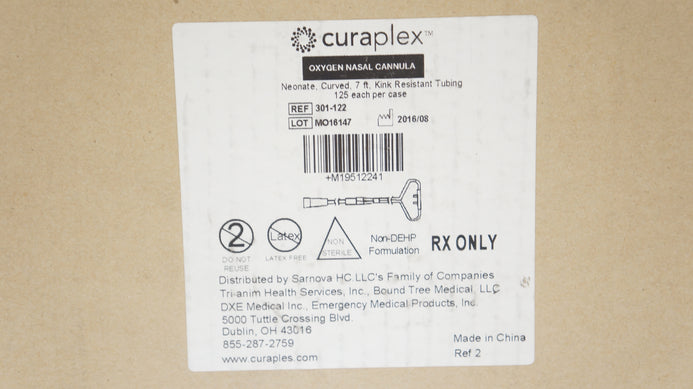 curaplex™
OXYGEN NASAL CANNULA
Neonate, Curved, 7 ft, Kink Resistant Tubing
125 each per case
REF 301-122
LOT MO16147 2016/08
+M19512241
2 Latex NON STERILE Non-DEHP Formulation RX ONLY
DO NOT REUSE LATEX FREE
Distributed by Sarnova HC LLC's Family of Companies
Tri-anim Health Services, Inc., Bound Tree Medical, LLC
DXE Medical Inc., Emergency Medical Products, Inc.
5000 Tuttle Crossing Blvd.
Dublin, OH 43016
855-287-2759
www.curaples.com
Made in China
Ref 2